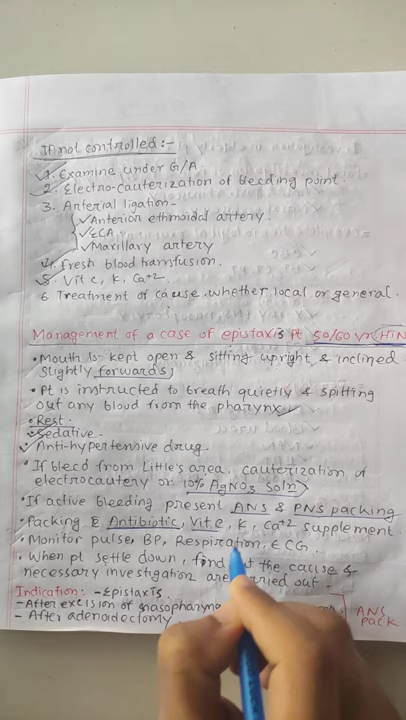 If not controlled :-
1. Examine under G/A.
2. Electro-cauterization of bleeding point.
3. Arterial ligation-
Anterior ethmoidal artery.
ECA.
Maxillary artery
4. Fresh blood transfusion.
5. Vit c, K, Ca+2
6. Treatment of cause whether local or general.
Management of a case of epistaxis pt 50/60 yr HTN
• Mouth is kept open & sitting upright & inclined
slightly forwards,
• Pt is instructed to breath quietly & spitting
out any blood from the pharynx
• Rest.
• Sedative.
Anti-hypertensive drug.
• If bleed from Little's area, cauterization of
electrocautery or 10% AgNO3 soln
• If active bleeding present ANS & PNS packing
Packing E Antibiotic, Vit c, K, Ca+2 supplement.
• Monitor pulse, BP, Respiration, ECG.
• When pt settle down, find out the cause &
necessary investigation are carried out.
Indication: - Epistaxis
- After excision of
- After adenoidectomy
ANS
pack